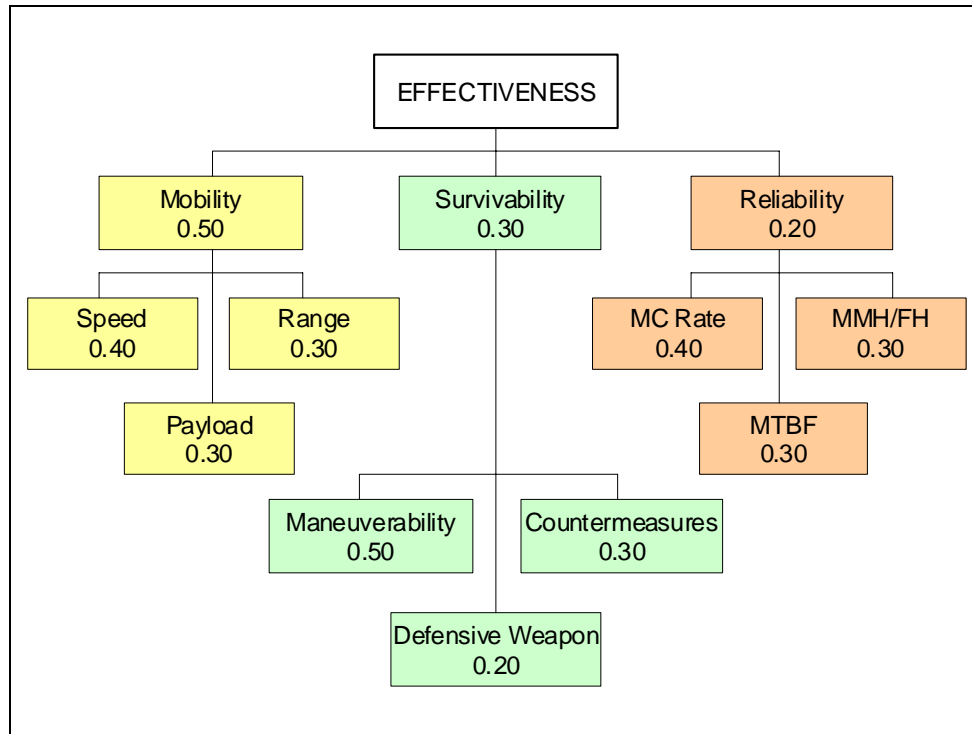 EFFECTIVENESS
Mobility
0.50
Survivability
0.30
Reliability
0.20
Speed
0.40
Range
0.30
MC Rate
0.40
MMH/FH
0.30
Payload
0.30
MTBF
0.30
Maneuverability
0.50
Countermeasures
0.30
Defensive Weapon
0.20